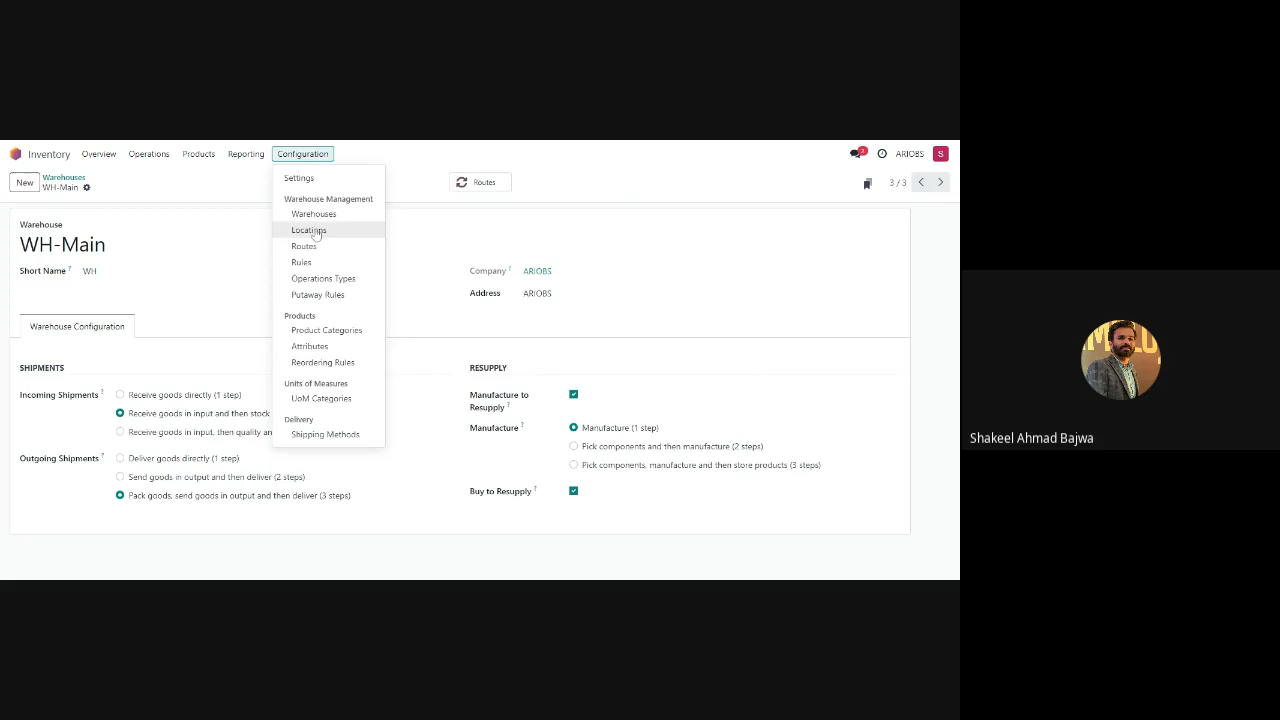 Inventory Overview Operations Products Reporting Configuration 2 ARIOBS S
New Warehouses Routes 3 / 3
WH-Main
Settings
Warehouse Management
Warehouses
Locations
Routes
Rules
Operations Types
Putaway Rules
Products
Product Categories
Attributes
Reordering Rules
Units of Measures
UoM Categories
Delivery
Shipping Methods
Warehouse
WH-Main
Short Name ? WH
Company ? ARIOBS
Address ARIOBS
Warehouse Configuration
SHIPMENTS
Incoming Shipments ? Receive goods directly (1 step)
Receive goods in input and then stock
Receive goods in input, then quality an
Outgoing Shipments ? Deliver goods directly (1 step)
Send goods in output and then deliver (2 steps)
Pack goods, send goods in output and then deliver (3 steps)
RESUPPLY
Manufacture to
Resupply ?
Manufacture ? Manufacture (1 step)
Pick components and then manufacture (2 steps)
Pick components, manufacture and then store products (3 steps)
Buy to Resupply ?
Shakeel Ahmad Bajwa